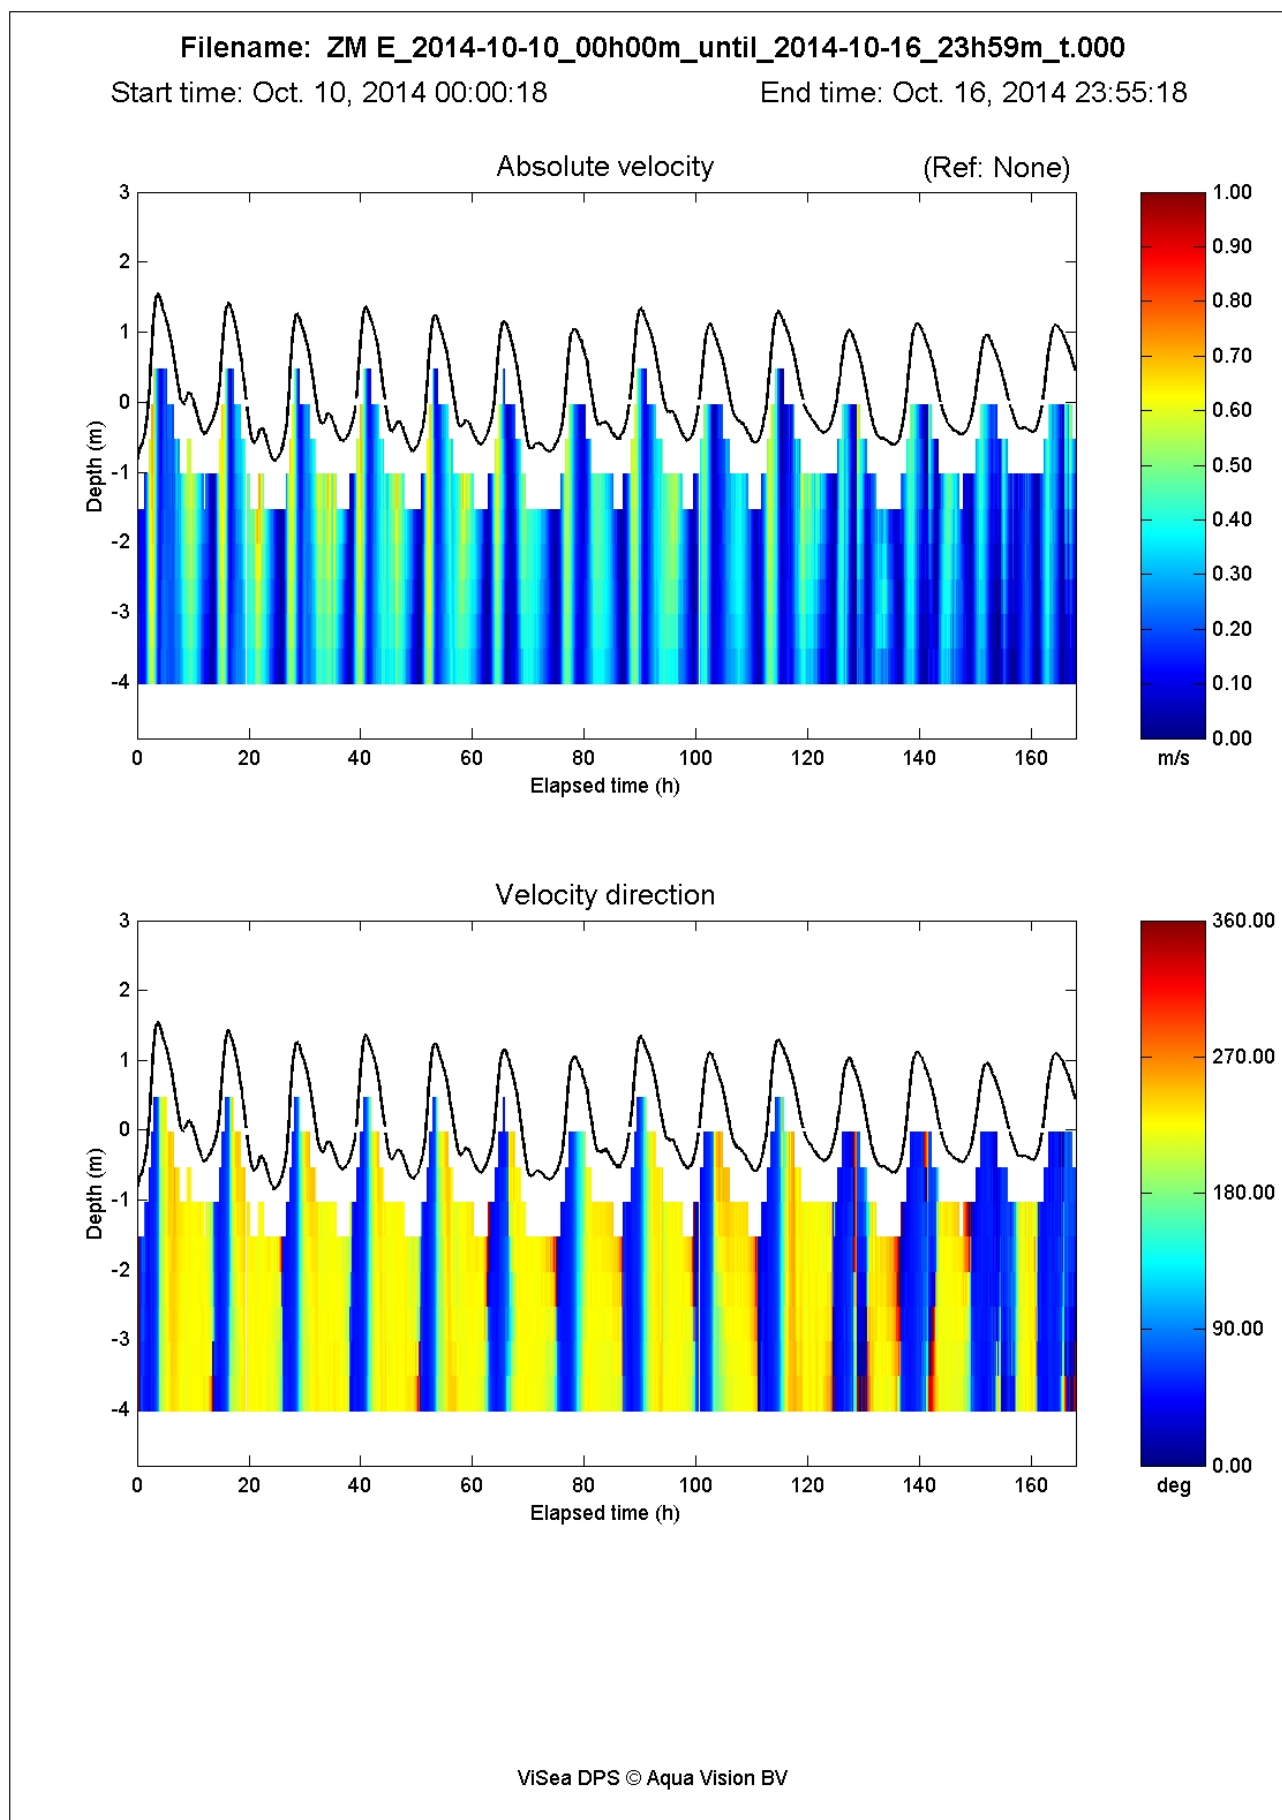 Filename:  ZM E_2014-10-10_00h00m_until_2014-10-16_23h59m_t.000
Start time: Oct. 10, 2014 00:00:18 End time: Oct. 16, 2014 23:55:18
Absolute velocity (Ref: None)
3
2
1
0
-1
-2
-3
-4
Depth (m)
0 20 40 60 80 100 120 140 160
Elapsed time (h)
1.00
0.90
0.80
0.70
0.60
0.50
0.40
0.30
0.20
0.10
0.00
m/s
Velocity direction
3
2
1
0
-1
-2
-3
-4
Depth (m)
0 20 40 60 80 100 120 140 160
Elapsed time (h)
360.00
270.00
180.00
90.00
0.00
deg
ViSea DPS © Aqua Vision BV